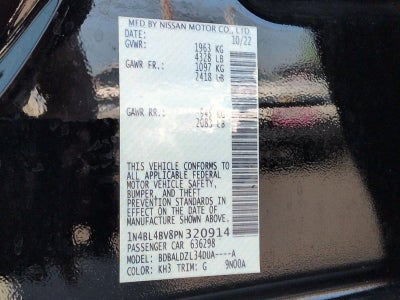 MFD BY NISSAN MOTOR CO., LTD.
DATE: 10/22
GVWR: 1963 KG
4328 LB
GAWR FR.: 1097 KG
2418 LB
GAWR RR.: 945 KG
2083 LB
THIS VEHICLE CONFORMS TO
ALL APPLICABLE FEDERAL
MOTOR VEHICLE SAFETY,
BUMPER, AND THEFT
PREVENTION STANDARDS
IN EFFECT ON THE DATE OF
MANUFACTURE SHOWN ABOVE.
1N4BL4BV8PN320914
PASSENGER CAR 636298
MODEL: BDBALDZL34DUA----A
COLOR: KH3 TRIM: G 9N00A